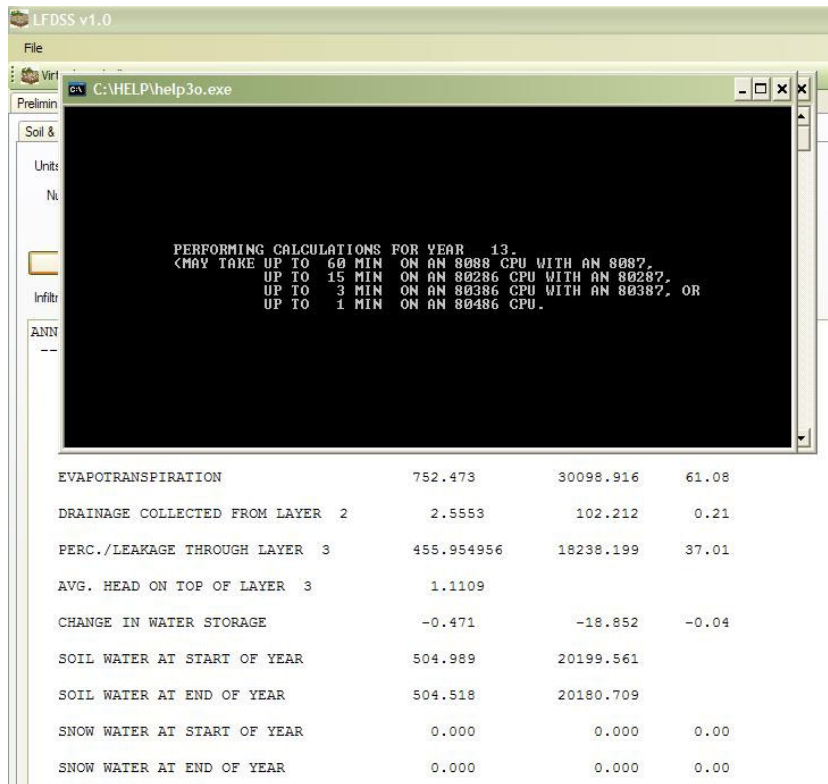 LFDSS v1.0
File
C:\HELP\help3o.exe
Prelimin
Soil &
Units
PERFORMING CALCULATIONS FOR YEAR 13.
(MAY TAKE UP TO 60 MIN ON AN 8088 CPU WITH AN 8087,
UP TO 15 MIN ON AN 80286 CPU WITH AN 80287,
UP TO 3 MIN ON AN 80386 CPU WITH AN 80387, OR
UP TO 1 MIN ON AN 80486 CPU.
Infiltr
ANN
--
EVAPOTRANSPIRATION 752.473 30098.916 61.08
DRAINAGE COLLECTED FROM LAYER 2 2.5553 102.212 0.21
PERC./LEAKAGE THROUGH LAYER 3 455.954956 18238.199 37.01
AVG. HEAD ON TOP OF LAYER 3 1.1109
CHANGE IN WATER STORAGE -0.471 -18.852 -0.04
SOIL WATER AT START OF YEAR 504.989 20199.561
SOIL WATER AT END OF YEAR 504.518 20180.709
SNOW WATER AT START OF YEAR 0.000 0.000 0.00
SNOW WATER AT END OF YEAR 0.000 0.000 0.00